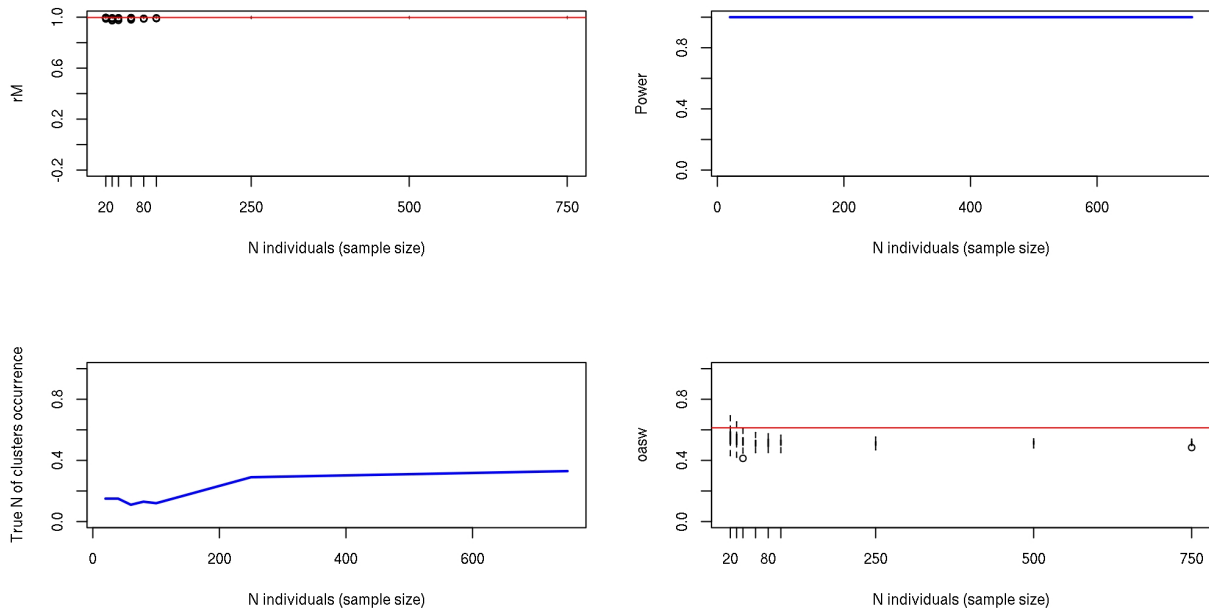 rM
1.0
0.6
0.2
-0.2
20 80 250 500 750
N individuals (sample size)
Power
0.8
0.4
0.0
0 200 400 600
N individuals (sample size)
True N of clusters occurrence
0.8
0.4
0.0
0 200 400 600
N individuals (sample size)
oasw
0.8
0.4
0.0
20 80 250 500 750
N individuals (sample size)